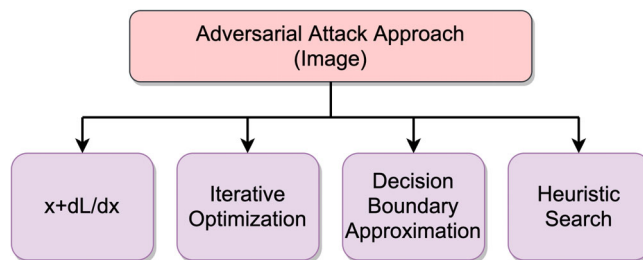 Adversarial Attack Approach
(Image)
x+dL/dx
Iterative
Optimization
Decision
Boundary
Approximation
Heuristic
Search